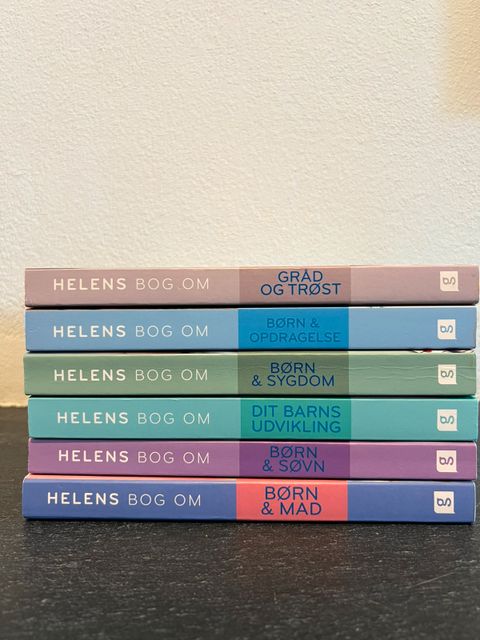 HELENS BOG OM
GRÅD
OG TRØST
HELENS BOG OM
BØRN &
OPDRAGELSE
HELENS BOG OM
BØRN
& SYGDOM
HELENS BOG OM
DIT BARNS
UDVIKLING
HELENS BOG OM
BØRN
& SØVN
HELENS BOG OM
BØRN
& MAD